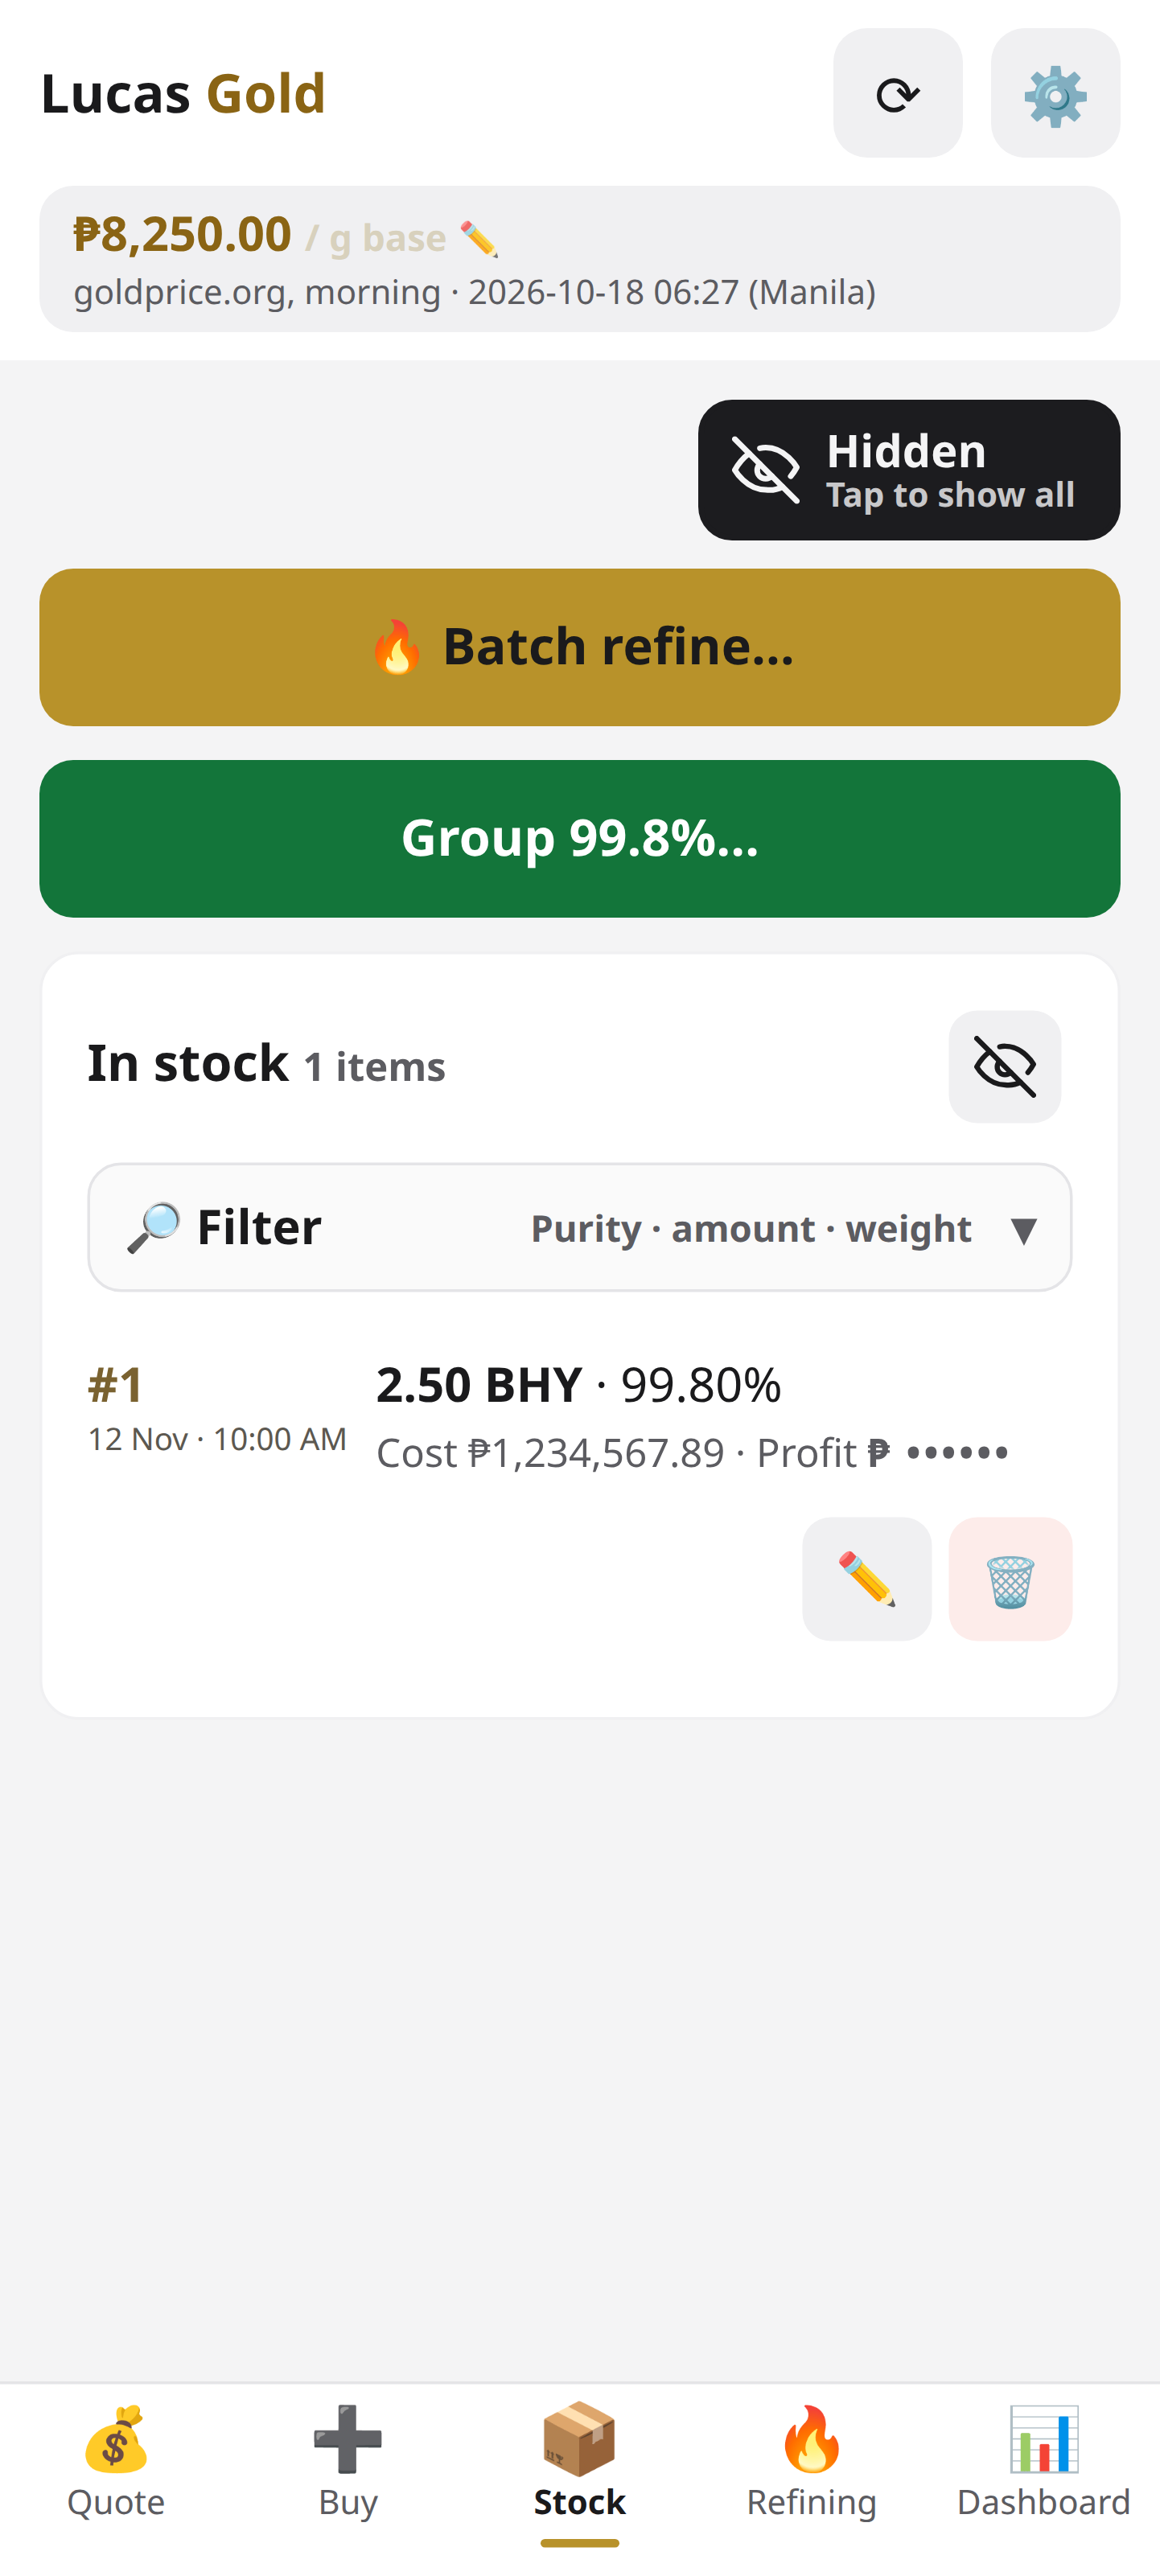 Lucas Gold
⟳ ⚙️
₱8,250.00 / g base ✏️
goldprice.org, morning · 2026-10-18 06:27 (Manila)
Hidden
Tap to show all
🔥 Batch refine...
Group 99.8%...
In stock 1 items
🔎 Filter Purity · amount · weight ▼
#1 2.50 BHY · 99.80%
12 Nov · 10:00 AM Cost ₱1,234,567.89 · Profit ₱ ••••••
Quote Buy Stock Refining Dashboard